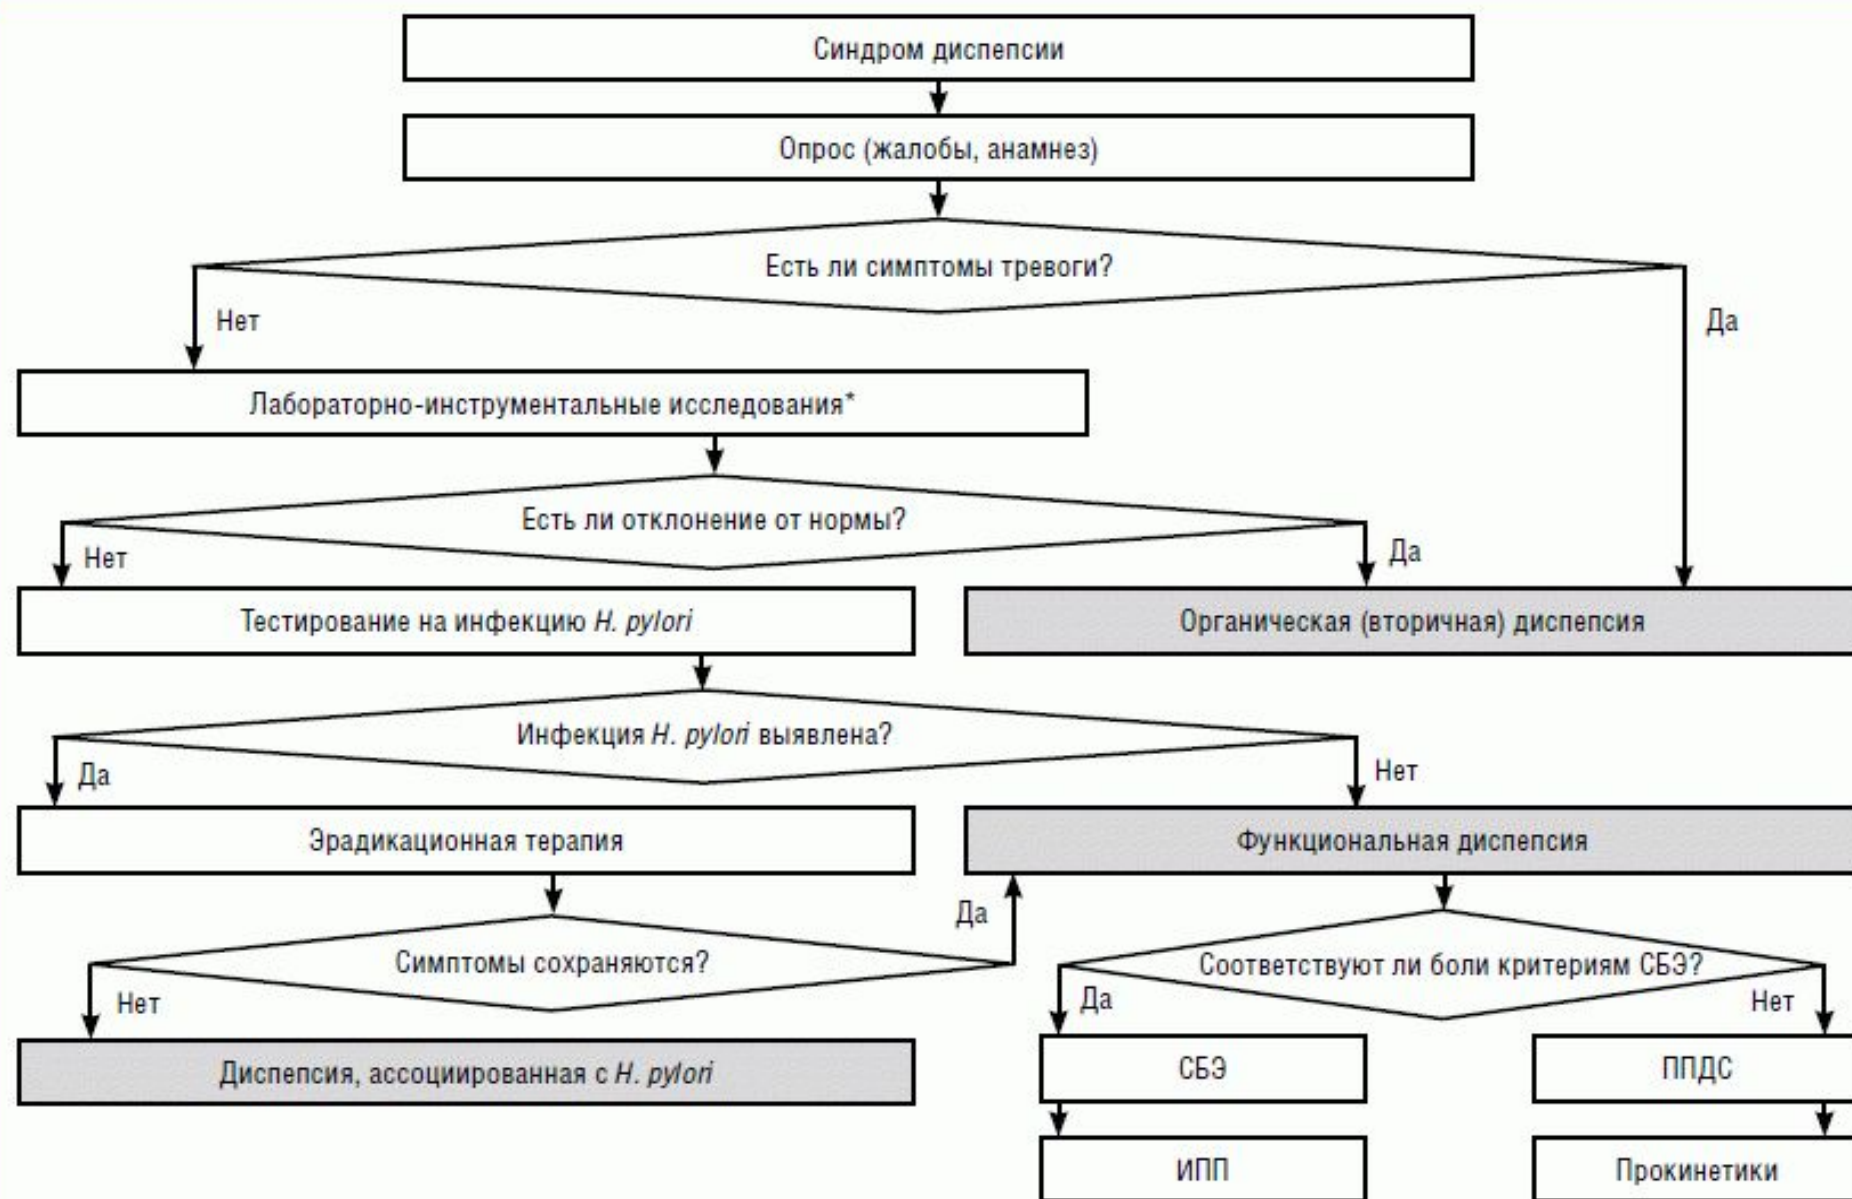 Синдром диспепсии
Опрос (жалобы, анамнез)
Есть ли симптомы тревоги?
Нет
Да
Лабораторно-инструментальные исследования*
Есть ли отклонение от нормы?
Нет
Да
Тестирование на инфекцию H. pylori
Органическая (вторичная) диспепсия
Инфекция H. pylori выявлена?
Да
Нет
Эрадикационная терапия
Функциональная диспепсия
Да
Симптомы сохраняются?
Соответствуют ли боли критериям СБЭ?
Нет
Да
Нет
Диспепсия, ассоциированная с H. pylori
СБЭ
ППДС
ИПП
Прокинетики